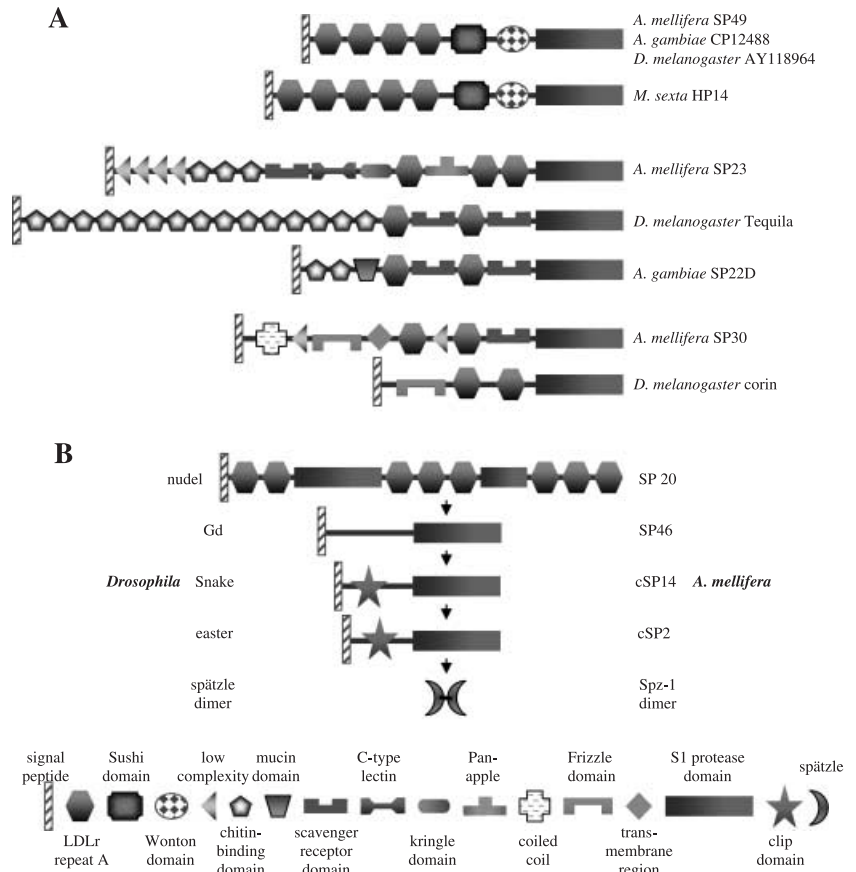 A
A. mellifera SP49
A. gambiae CP12488
D. melanogaster AY118964
M. sexta HP14
A. mellifera SP23
D. melanogaster Tequila
A. gambiae SP22D
A. mellifera SP30
D. melanogaster corin
B
nudel SP 20
Gd SP46
Drosophila Snake cSP14 A. mellifera
easter cSP2
spätzle Spz-1
dimer dimer
signal Sushi low mucin C-type Pan- Frizzle S1 protease spätzle
peptide domain complexity domain lectin apple domain domain
LDLr Wonton chitin- scavenger kringle coiled trans- clip
repeat A domain binding receptor domain coil membrane domain
domain domain region